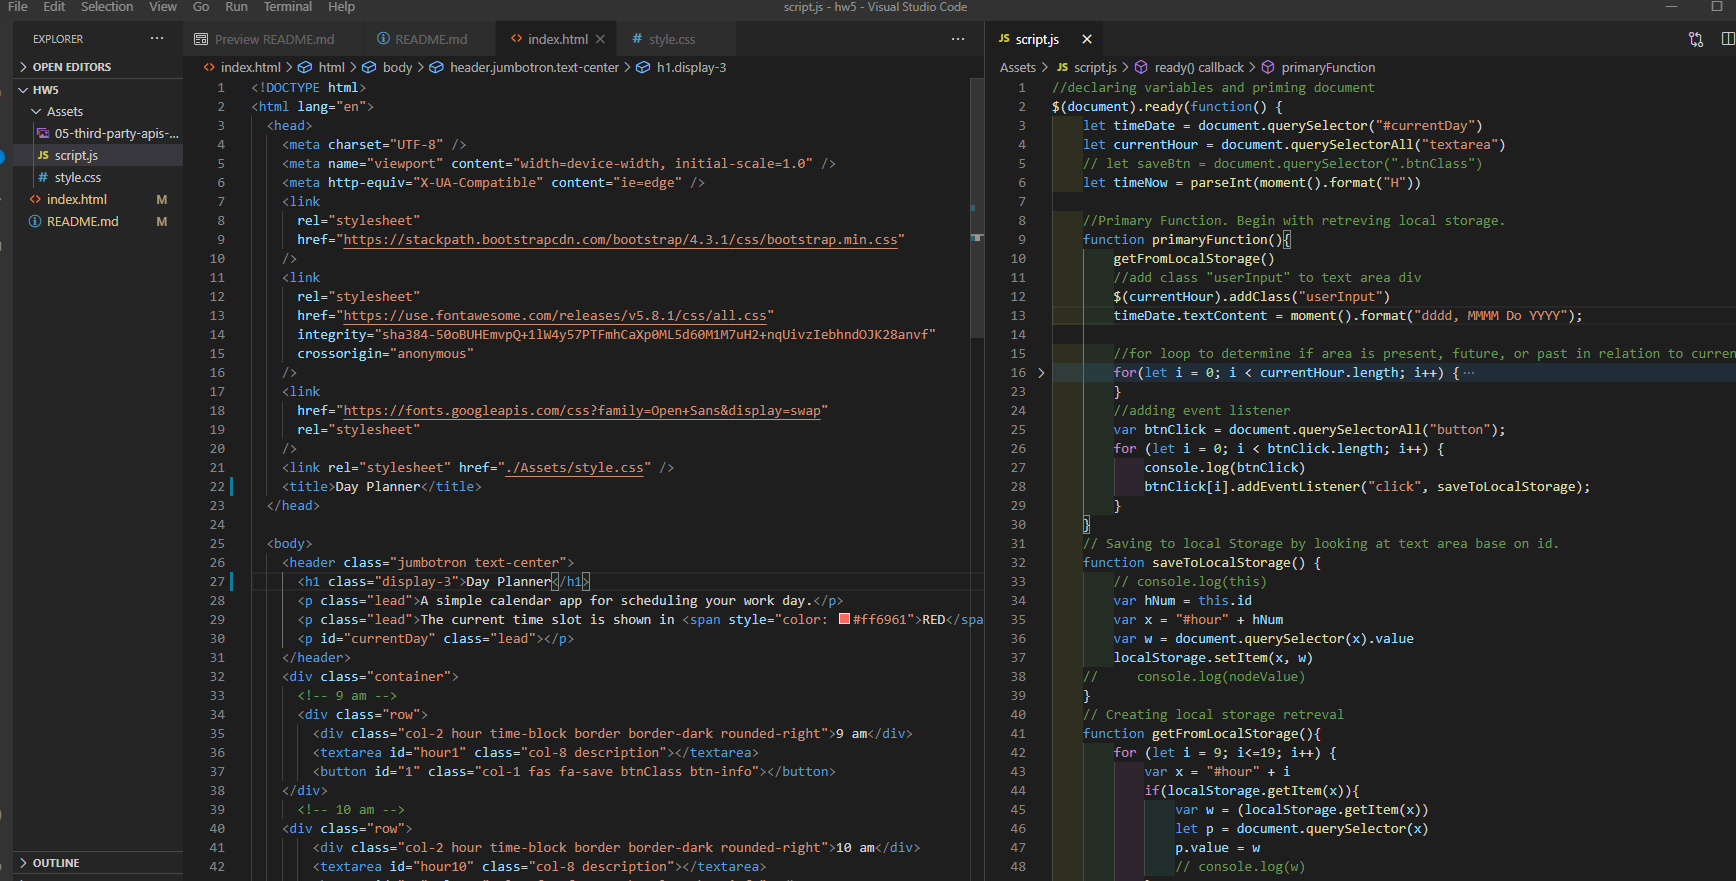 File Edit Selection View Go Run Terminal Help
script.js - hw5 - Visual Studio Code
EXPLORER ···
OPEN EDITORS
HW5
Assets
05-third-party-apis-...
JS script.js
# style.css
<> index.html M
README.md M
OUTLINE
Preview README.md README.md <> index.html # style.css ···
<> index.html > html > body > header.jumbotron.text-center > h1.display-3
1 <!DOCTYPE html>
2 <html lang="en">
3 <head>
4 <meta charset="UTF-8" />
5 <meta name="viewport" content="width=device-width, initial-scale=1.0" />
6 <meta http-equiv="X-UA-Compatible" content="ie=edge" />
7 <link
8 rel="stylesheet"
9 href="https://stackpath.bootstrapcdn.com/bootstrap/4.3.1/css/bootstrap.min.css"
10 />
11 <link
12 rel="stylesheet"
13 href="https://use.fontawesome.com/releases/v5.8.1/css/all.css"
14 integrity="sha384-50oBUHEmvpQ+1lW4y57PTFmhCaXp0ML5d60M1M7uH2+nqUivzIebhndOJK28anvf"
15 crossorigin="anonymous"
16 />
17 <link
18 href="https://fonts.googleapis.com/css?family=Open+Sans&display=swap"
19 rel="stylesheet"
20 />
21 <link rel="stylesheet" href="./Assets/style.css" />
22 <title>Day Planner</title>
23 </head>
24
25 <body>
26 <header class="jumbotron text-center">
27 <h1 class="display-3">Day Planner</h1>
28 <p class="lead">A simple calendar app for scheduling your work day.</p>
29 <p class="lead">The current time slot is shown in <span style="color: #ff6961">RED</spa
30 <p id="currentDay" class="lead"></p>
31 </header>
32 <div class="container">
33 <!-- 9 am -->
34 <div class="row">
35 <div class="col-2 hour time-block border border-dark rounded-right">9 am</div>
36 <textarea id="hour1" class="col-8 description"></textarea>
37 <button id="1" class="col-1 fas fa-save btnClass btn-info"></button>
38 </div>
39 <!-- 10 am -->
40 <div class="row">
41 <div class="col-2 hour time-block border border-dark rounded-right">10 am</div>
42 <textarea id="hour10" class="col-8 description"></textarea>
JS script.js
Assets > JS script.js > ready() callback > primaryFunction
1 //declaring variables and priming document
2 $(document).ready(function() {
3 let timeDate = document.querySelector("#currentDay")
4 let currentHour = document.querySelectorAll("textarea")
5 // let saveBtn = document.querySelector(".btnClass")
6 let timeNow = parseInt(moment().format("H"))
7
8 //Primary Function. Begin with retreving local storage.
9 function primaryFunction(){
10 getFromLocalStorage()
11 //add class "userInput" to text area div
12 $(currentHour).addClass("userInput")
13 timeDate.textContent = moment().format("dddd, MMMM Do YYYY");
14
15 //for loop to determine if area is present, future, or past in relation to curren
16 for(let i = 0; i < currentHour.length; i++) {···
23 }
24 //adding event listener
25 var btnClick = document.querySelectorAll("button");
26 for (let i = 0; i < btnClick.length; i++) {
27 console.log(btnClick)
28 btnClick[i].addEventListener("click", saveToLocalStorage);
29 }
30 }
31 // Saving to local Storage by looking at text area base on id.
32 function saveToLocalStorage() {
33 // console.log(this)
34 var hNum = this.id
35 var x = "#hour" + hNum
36 var w = document.querySelector(x).value
37 localStorage.setItem(x, w)
38 // console.log(nodeValue)
39 }
40 // Creating local storage retreval
41 function getFromLocalStorage(){
42 for (let i = 9; i<=19; i++) {
43 var x = "#hour" + i
44 if(localStorage.getItem(x)){
45 var w = (localStorage.getItem(x))
46 let p = document.querySelector(x)
47 p.value = w
48 // console.log(w)